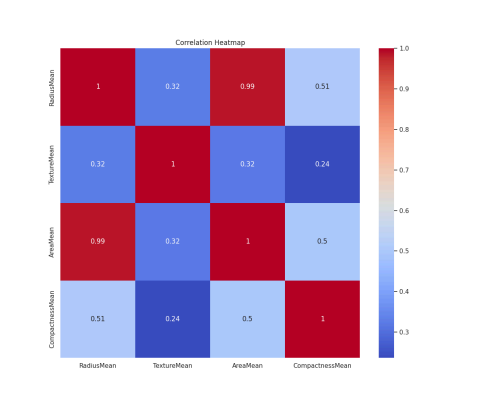 Correlation Heatmap
RadiusMean
1
0.32
0.99
0.51
TextureMean
0.32
1
0.32
0.24
AreaMean
0.99
0.32
1
0.5
CompactnessMean
0.51
0.24
0.5
1
RadiusMean
TextureMean
AreaMean
CompactnessMean
1.0
0.9
0.8
0.7
0.6
0.5
0.4
0.3